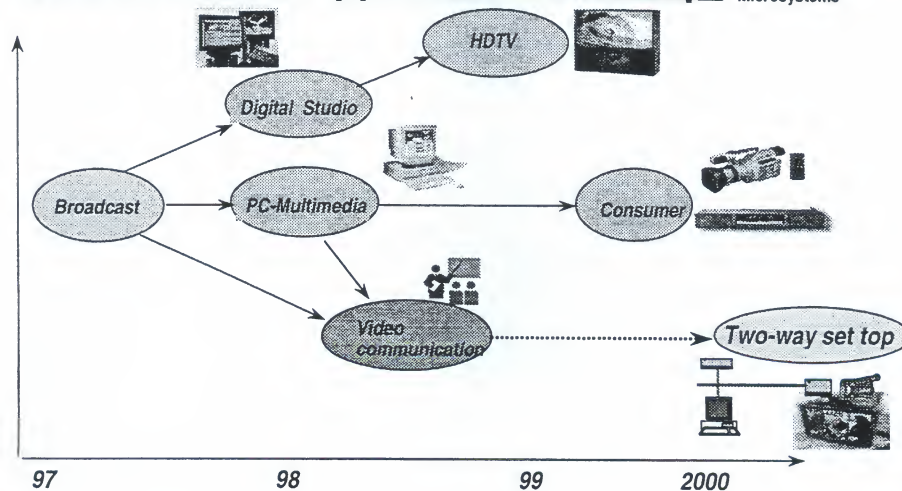 microsystems
HDTV
Digital Studio
Broadcast
PC-Multimedia
Consumer
Video
communication
Two-way set top
97
98
99
2000